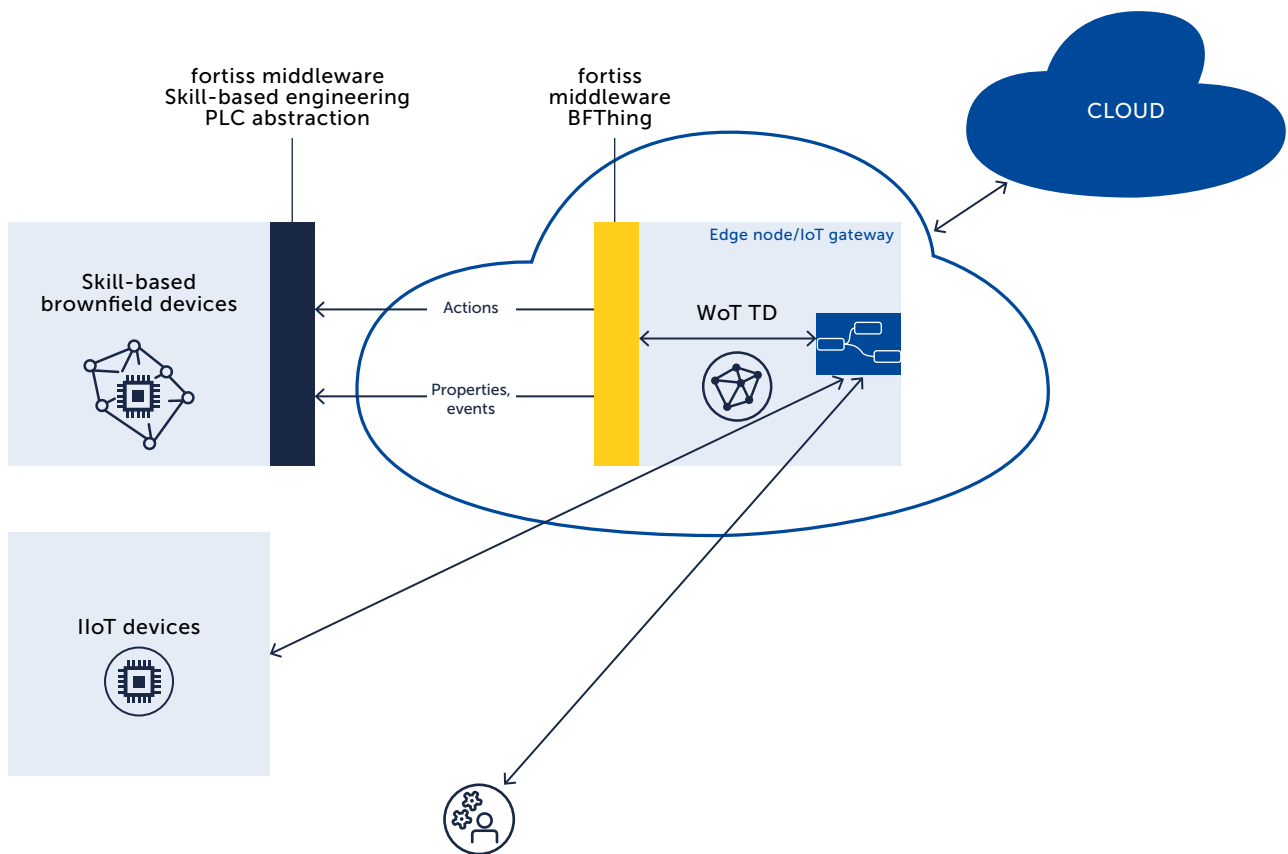 fortiss middleware
Skill-based engineering
PLC abstraction
fortiss
middleware
BFThing
CLOUD
Edge node/IoT gateway
Skill-based
brownfield devices
Actions
WoT TD
Properties,
events
IIoT devices